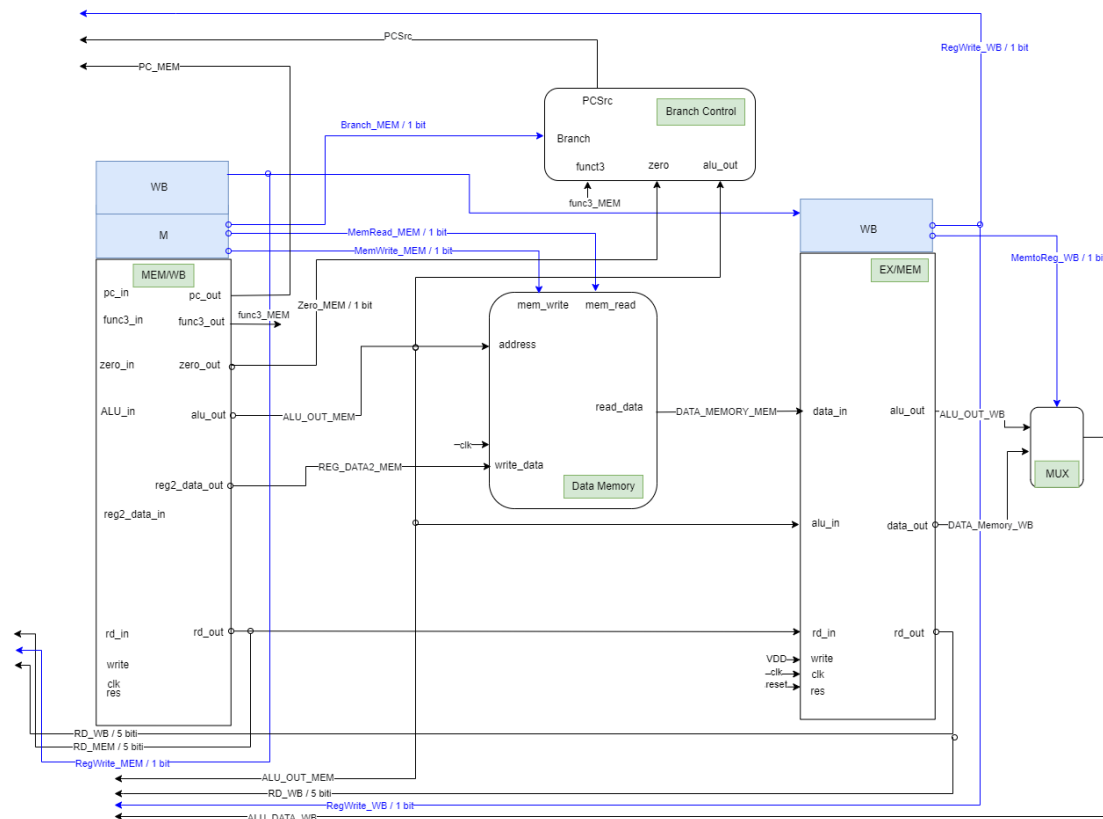 RegWrite_WB / 1 bit
PCSrc
PC_MEM
PCSrc
Branch Control
Branch
funct3
zero
alu_out
Branch_MEM / 1 bit
func3_MEM
WB
M
MemRead_MEM / 1 bit
MemWrite_MEM / 1 bit
WB
MemtoReg_WB / 1 bit
MEM/WB
pc_in
pc_out
func3_in
func3_out
func3_MEM
Zero_MEM / 1 bit
zero_in
zero_out
ALU_in
alu_out
ALU_OUT_MEM
reg2_data_out
REG_DATA2_MEM
reg2_data_in
rd_in
rd_out
write
clk
res
mem_write
mem_read
address
read_data
DATA_MEMORY_MEM
clk
write_data
Data Memory
EX/MEM
data_in
alu_out
ALU_OUT_WB
MUX
alu_in
data_out
DATA_Memory_WB
rd_in
rd_out
VDD
write
clk
clk
reset
res
RD_WB / 5 biti
RD_MEM / 5 biti
RegWrite_MEM / 1 bit
ALU_OUT_MEM
RD_WB / 5 biti
RegWrite_WB / 1 bit
ALU_DATA_WB